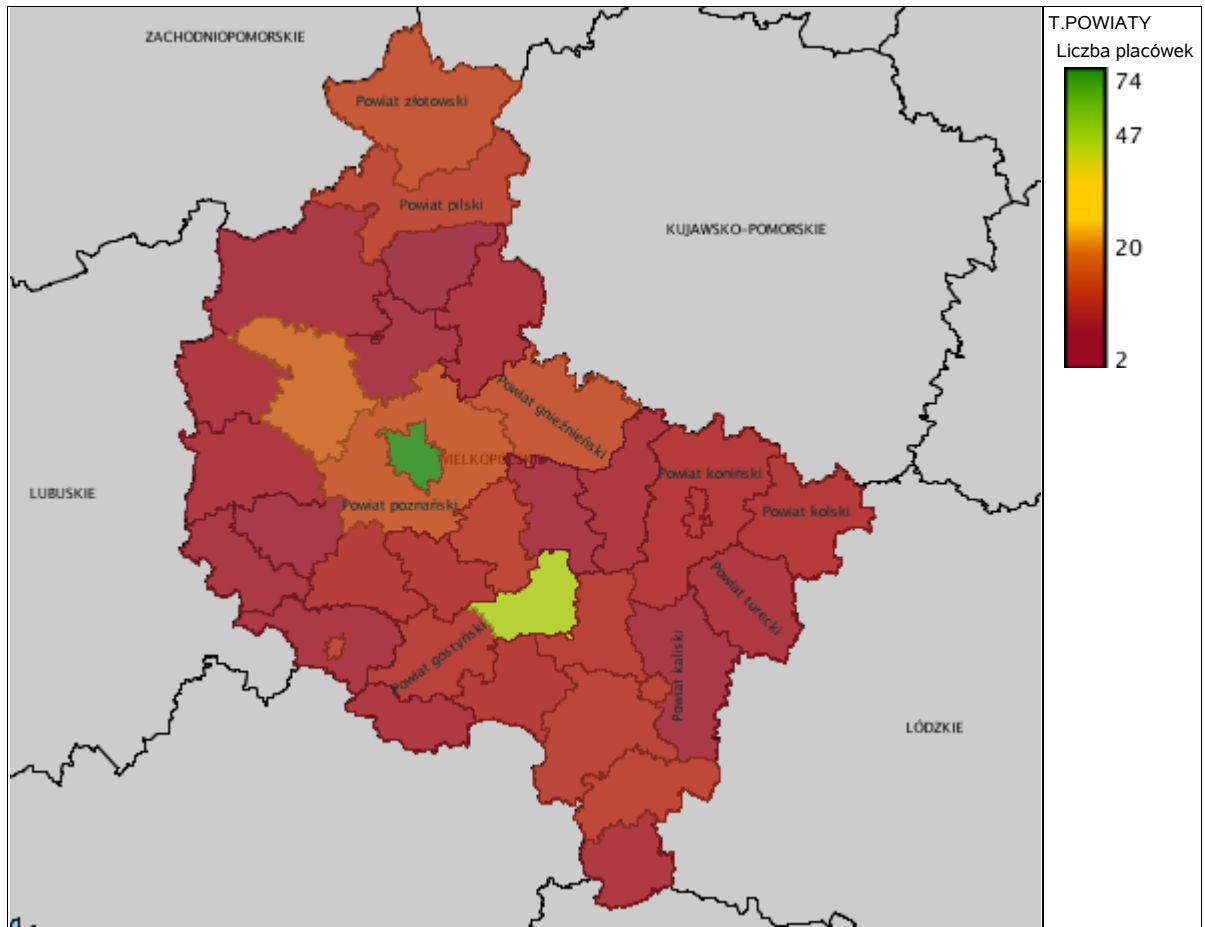 ZACHODNIOPOMORSKIE
T.POWIATY
Liczba placówek
74
47
20
2
Powiat złotowski
Powiat pilski
KUJAWSKO-POMORSKIE
Powiat gnieźnieński
WIELKOPOLSKIE
Powiat koniński
LUBUSKIE
Powiat poznański
Powiat kolski
Powiat turecki
Powiat gostyński
Powiat kaliski
LÓDZKIE